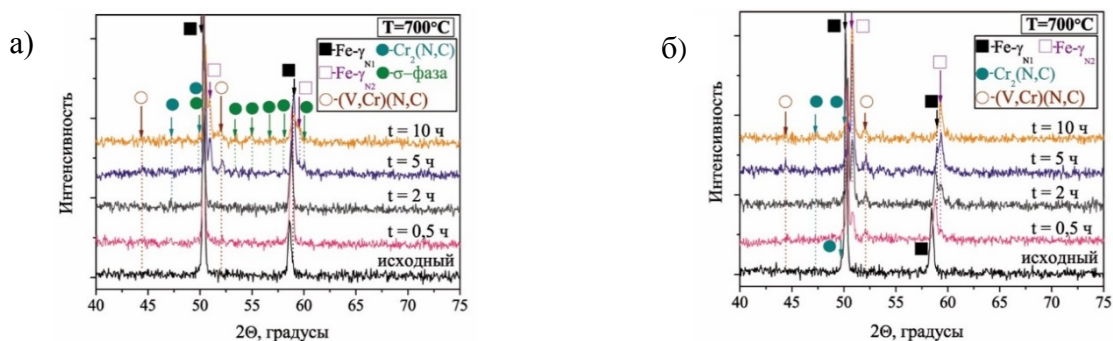 а)
T=700°C
Fe-γN1
Cr2(N,C)
Fe-γN2
σ–фаза
(V,Cr)(N,C)
t = 10 ч
t = 5 ч
t = 2 ч
t = 0,5 ч
исходный
Интенсивность
40 45 50 55 60 65 70 75
2Θ, градусы
б)
T=700°C
Fe-γN1
Fe-γN2
Cr2(N,C)
(V,Cr)(N,C)
t = 10 ч
t = 5 ч
t = 2 ч
t = 0,5 ч
исходный
Интенсивность
40 45 50 55 60 65 70 75
2Θ, градусы